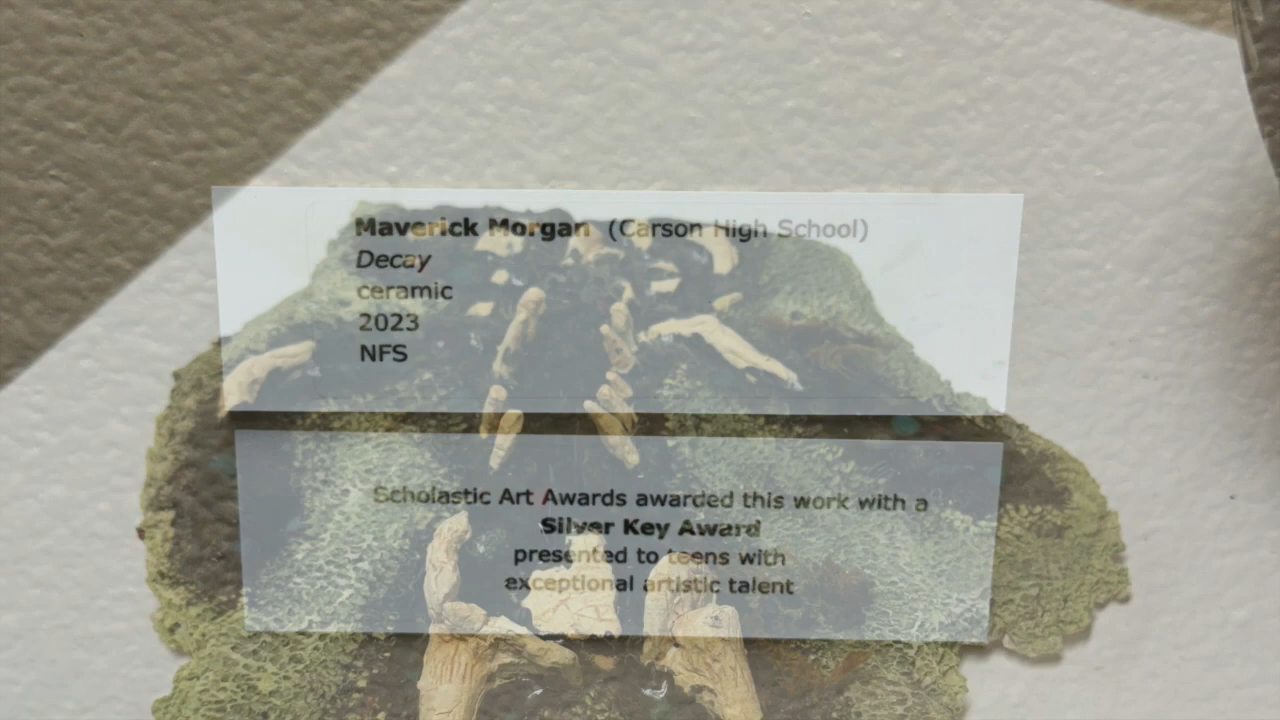 Maverick Morgan (Carson High School)
Decay
ceramic
2023
NFS
Scholastic Art Awards awarded this work with a
Silver Key Award
presented to teens with
exceptional artistic talent